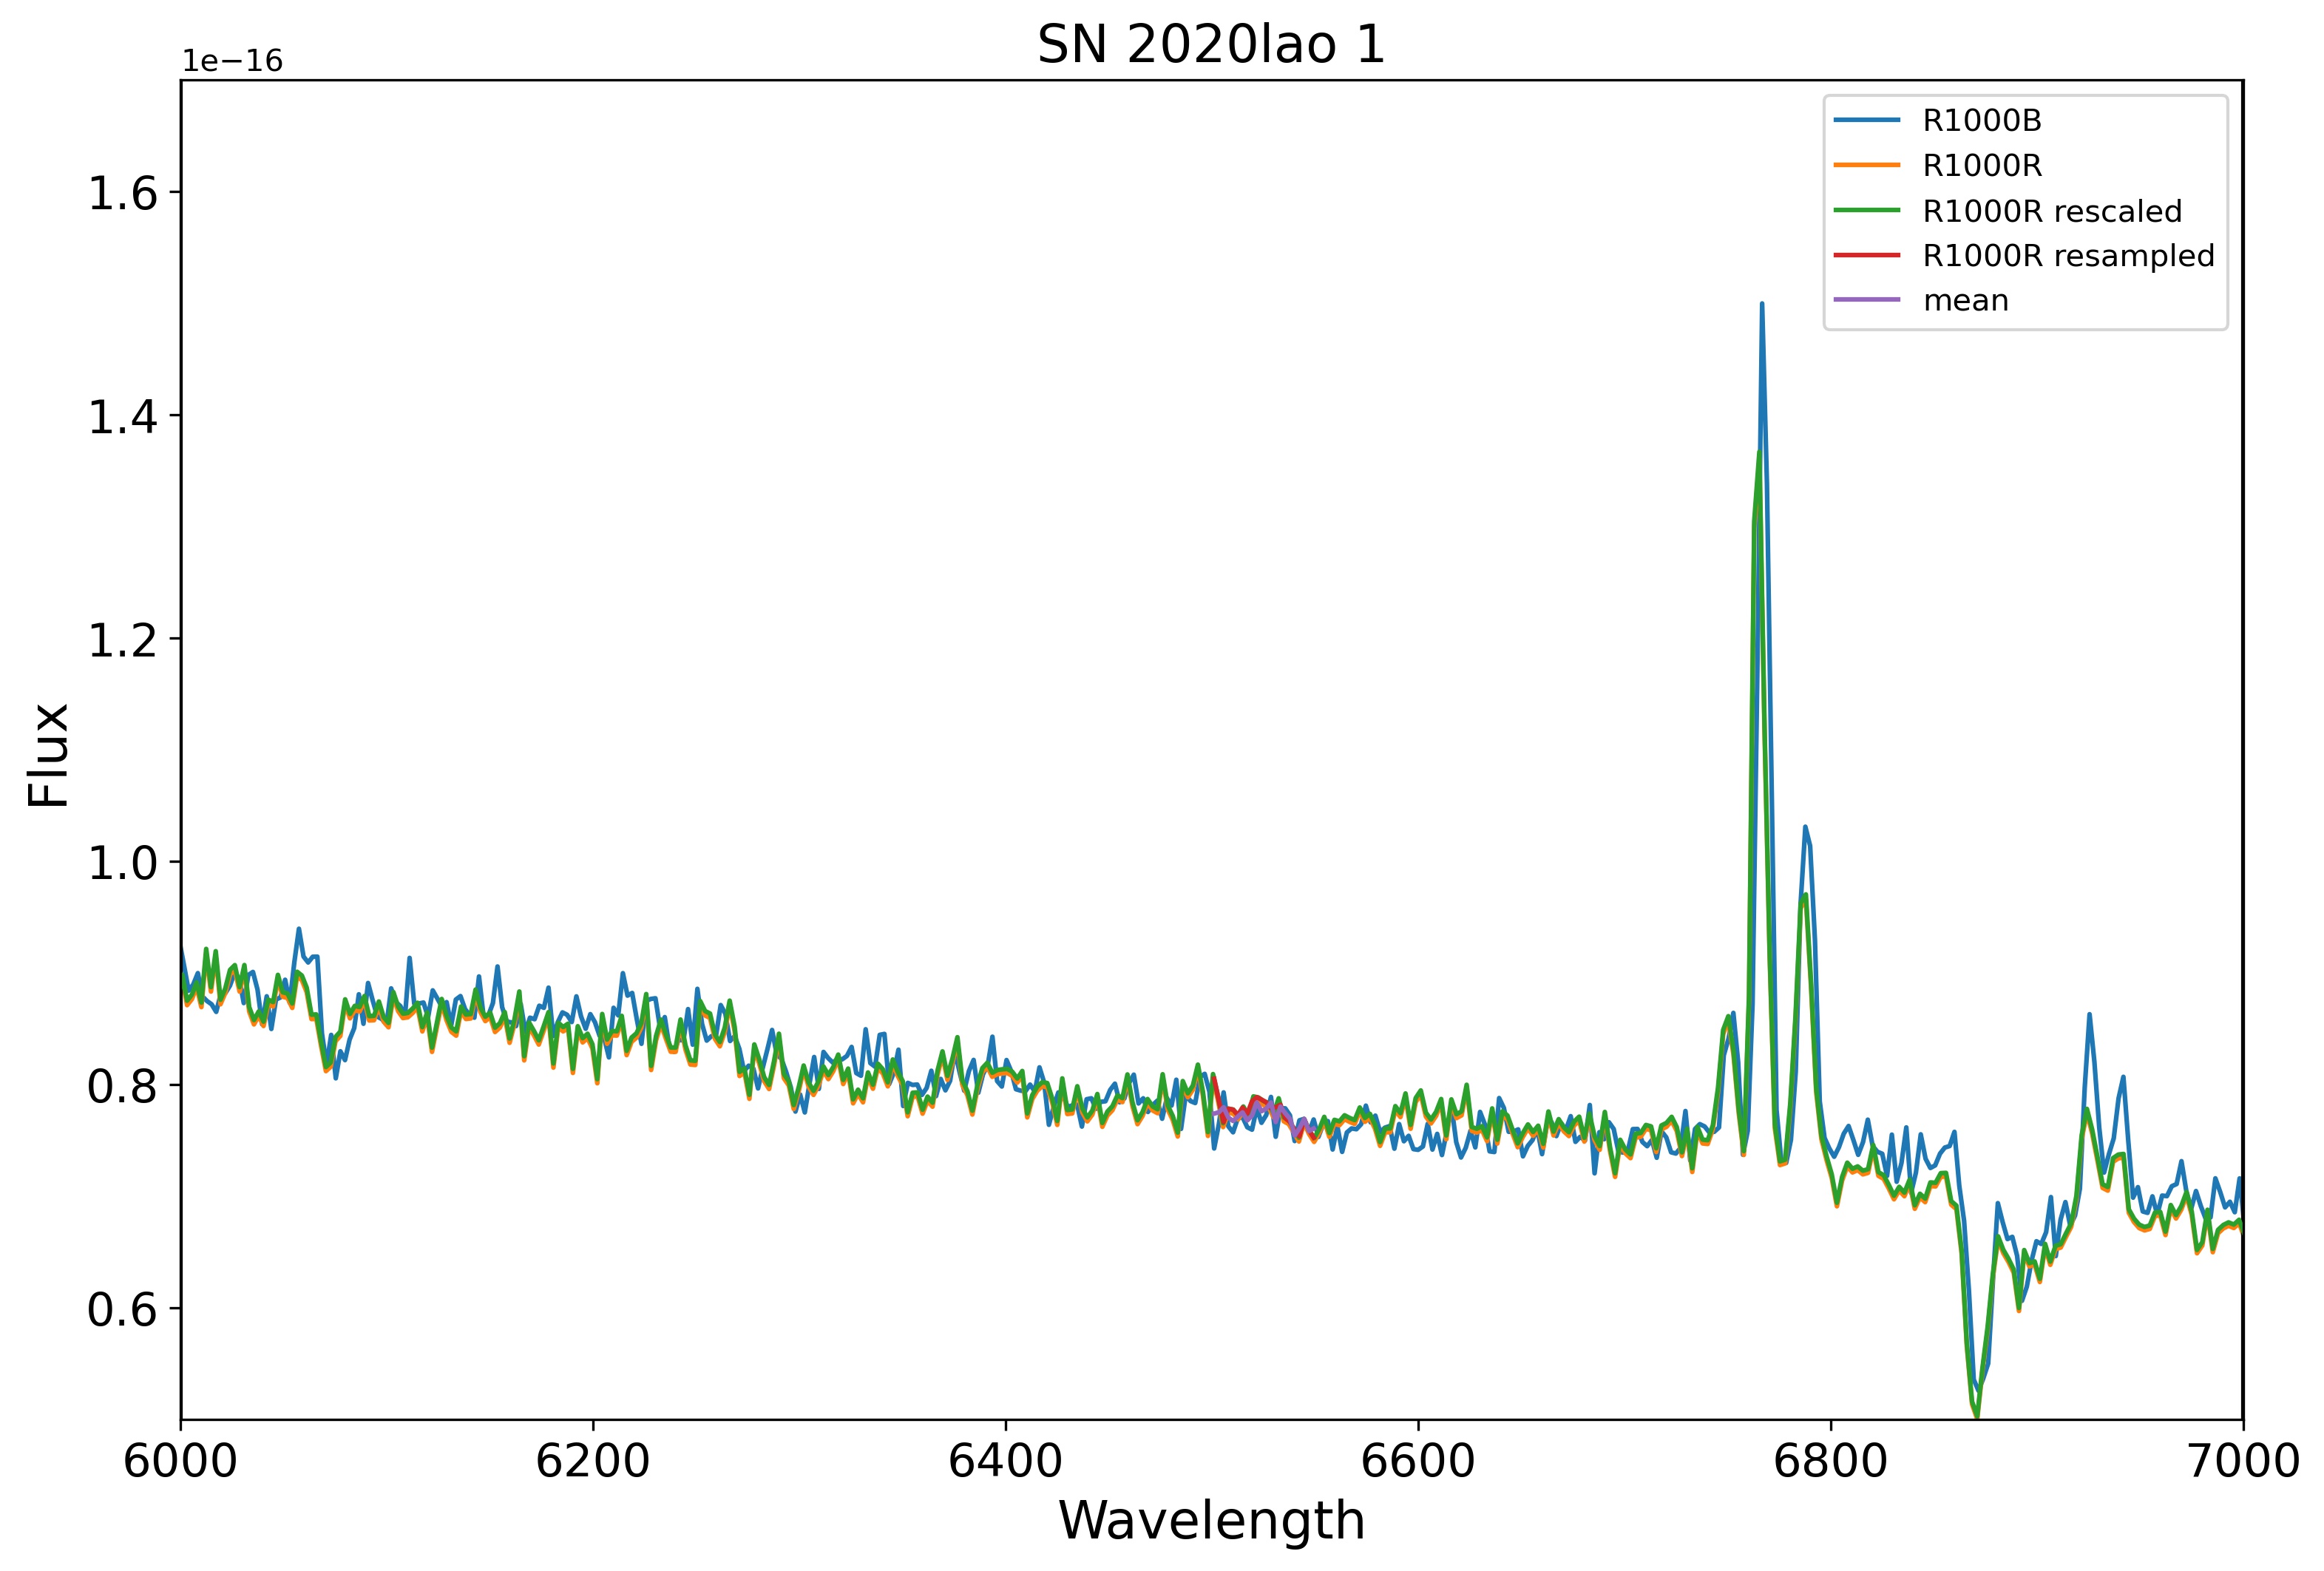 SN 2020lao 1
1e−16
R1000B
R1000R
R1000R rescaled
R1000R resampled
mean
1.6
1.4
1.2
1.0
0.8
0.6
Flux
6000 6200 6400 6600 6800 7000
Wavelength